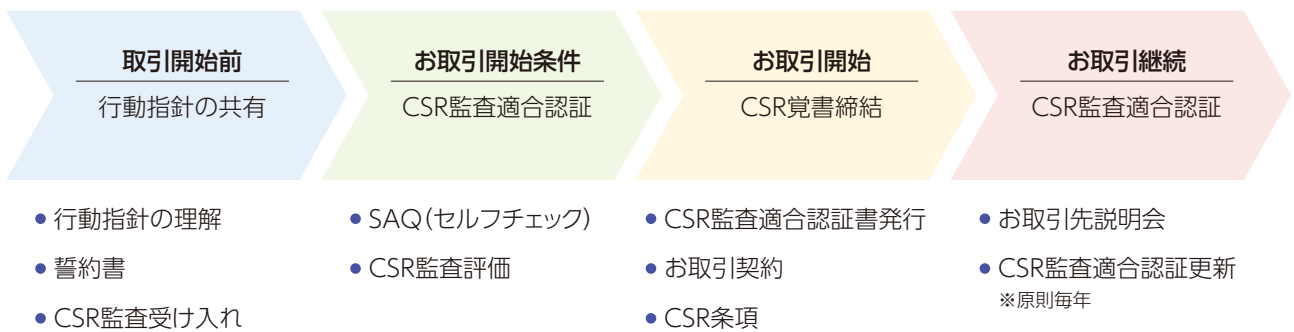 取引開始前
行動指針の共有
お取引開始条件
CSR監査適合認証
お取引開始
CSR覚書締結
お取引継続
CSR監査適合認証
● 行動指針の理解
● 誓約書
● CSR監査受け入れ
● SAQ（セルフチェック）
● CSR監査評価
● CSR監査適合認証書発行
● お取引契約
● CSR条項
● お取引先説明会
● CSR監査適合認証更新
※原則毎年